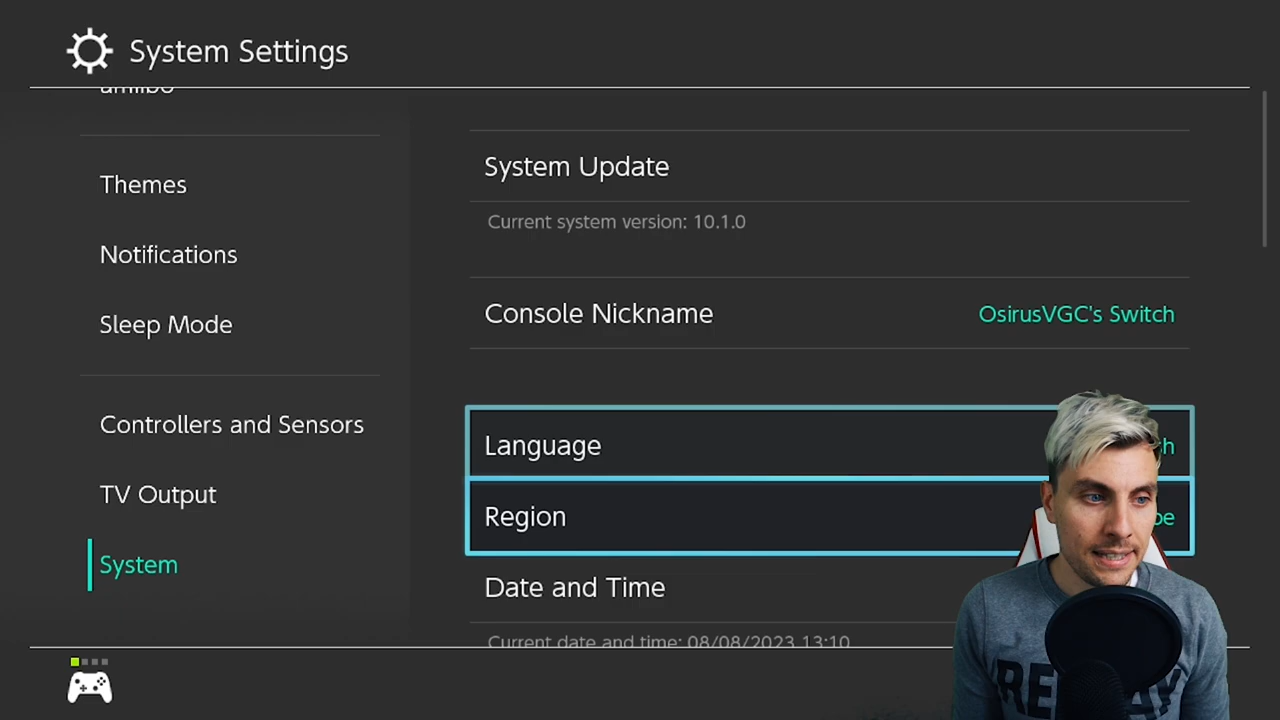 System Settings
amiibo
Themes
Notifications
Sleep Mode
Controllers and Sensors
TV Output
System
System Update
Current system version: 10.1.0
Console Nickname
OsirusVGC's Switch
Language
Region
Date and Time
Current date and time: 08/08/2023 13:10